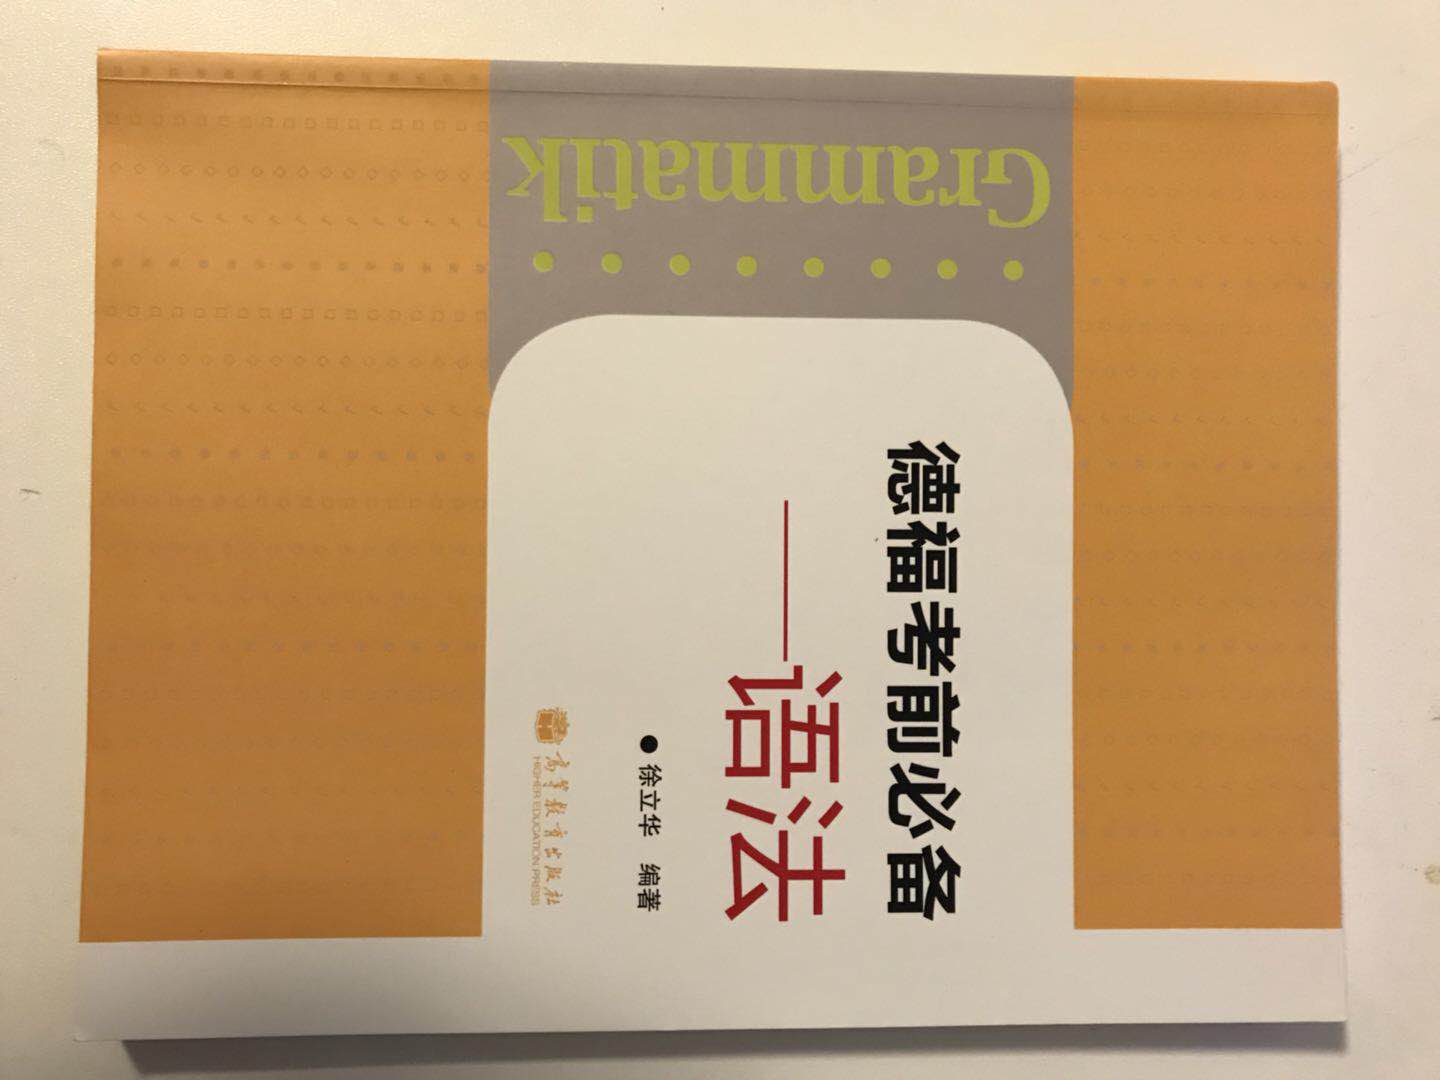 Grammatik
德福考前必备
——语法
●徐立华 编著
高等教育出版社
HIGHER EDUCATION PRESS